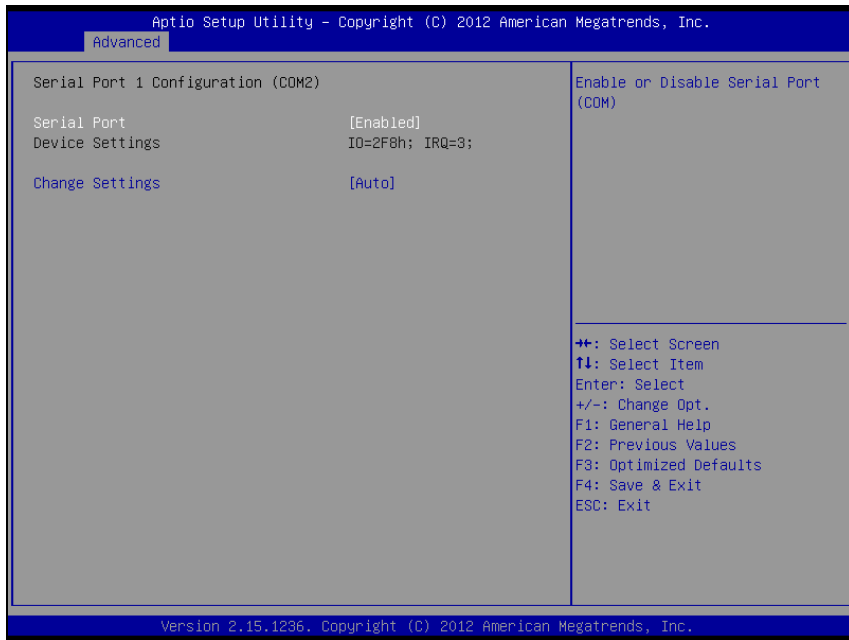 Aptio Setup Utility – Copyright (C) 2012 American Megatrends, Inc.
Advanced
Serial Port 1 Configuration (COM2)
Serial Port [Enabled]
Device Settings IO=2F8h; IRQ=3;
Change Settings [Auto]
Enable or Disable Serial Port
(COM)
→←: Select Screen
↑↓: Select Item
Enter: Select
+/-: Change Opt.
F1: General Help
F2: Previous Values
F3: Optimized Defaults
F4: Save & Exit
ESC: Exit
Version 2.15.1236. Copyright (C) 2012 American Megatrends, Inc.